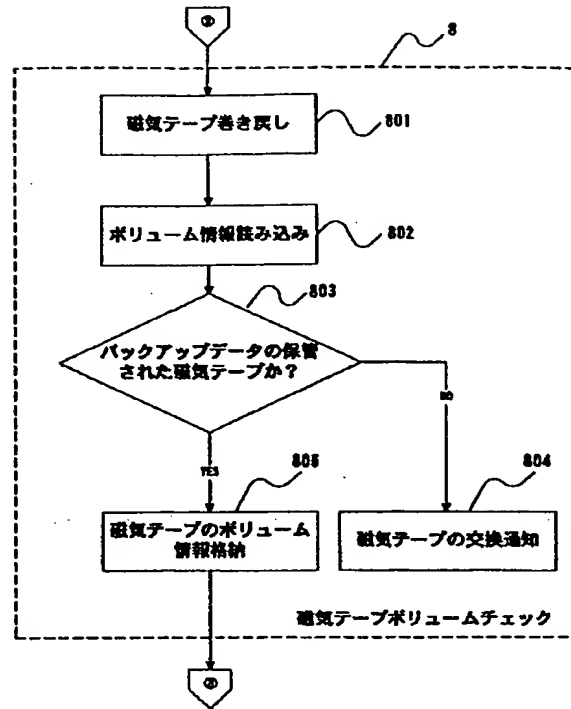 ②
8
磁気テープ巻き戻し
801
ボリューム情報読み込み
802
803
バックアップデータの保管
された磁気テープか？
NO
YES
805
804
磁気テープのボリューム
情報格納
磁気テープの交換通知
磁気テープボリュームチェック